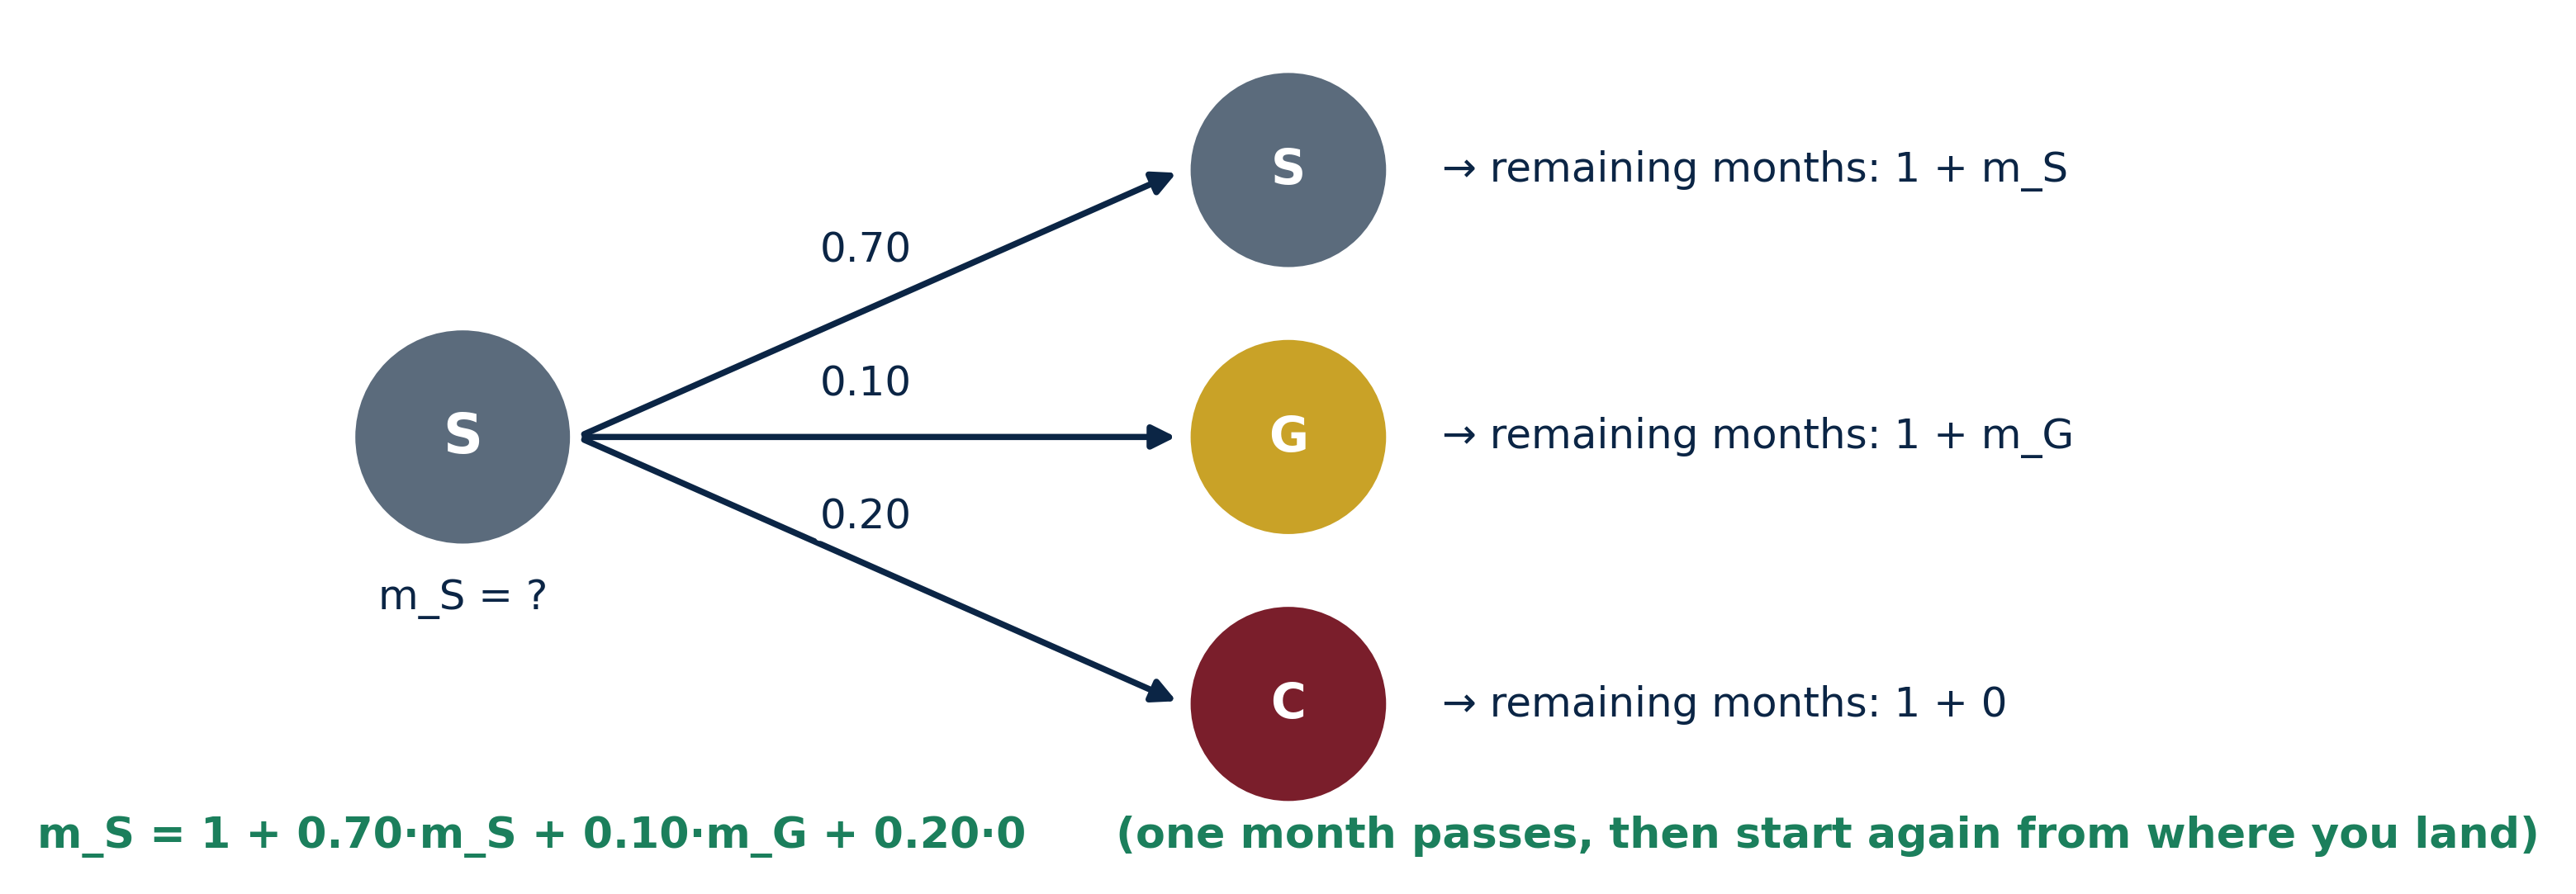 S
→ remaining months: 1 + m_S
0.70
0.10
S
G
→ remaining months: 1 + m_G
0.20
m_S = ?
C
→ remaining months: 1 + 0
m_S = 1 + 0.70·m_S + 0.10·m_G + 0.20·0 (one month passes, then start again from where you land)